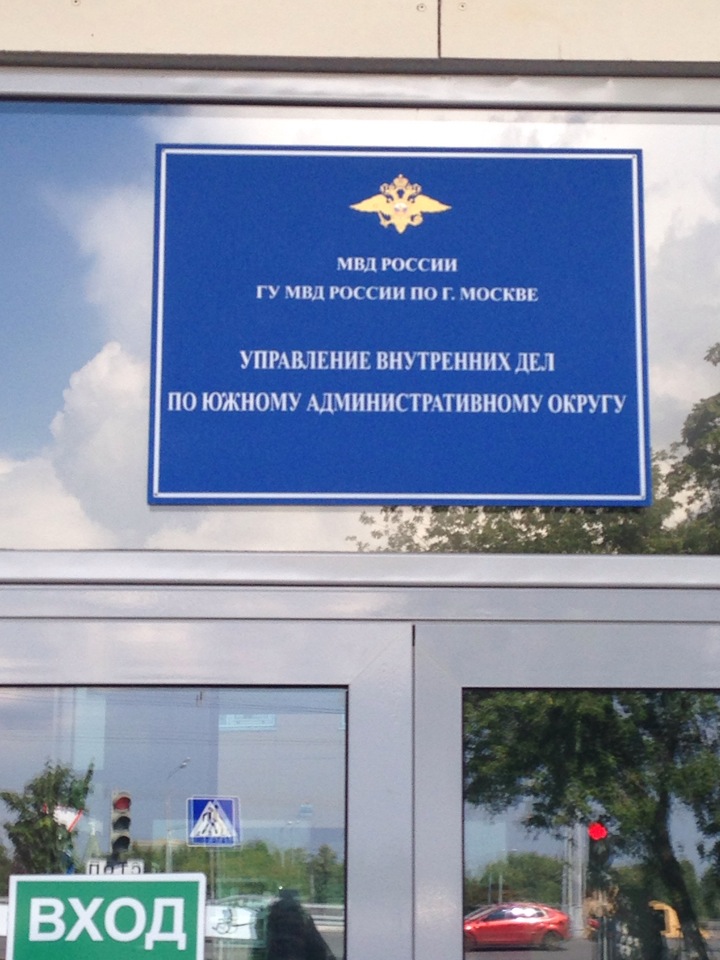 МВД РОССИИ
ГУ МВД РОССИИ ПО Г. МОСКВЕ
УПРАВЛЕНИЕ ВНУТРЕННИХ ДЕЛ
ПО ЮЖНОМУ АДМИНИСТРАТИВНОМУ ОКРУГУ
ВХОД